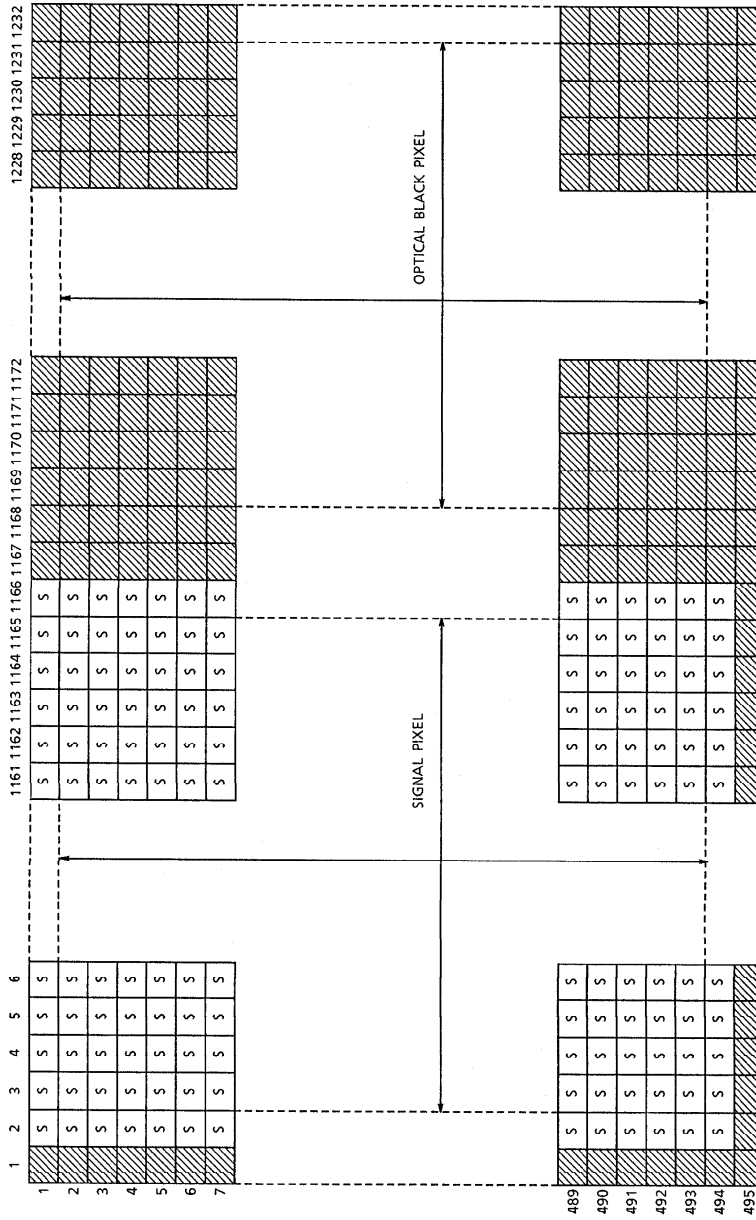 1 2 3 4 5 6 1161 1162 1163 1164 1165 1166 1167 1168 1169 1170 1171 1172 1228 1229 1230 1231 1232
1 S S S S S S S S S S S
2 S S S S S S S S S S S
3 S S S S S S S S S S S
4 S S S S S S S S S S S
5 S S S S S S S S S S S
6 S S S S S S S S S S S
7 S S S S S S S S S S S
SIGNAL PIXEL OPTICAL BLACK PIXEL
489 S S S S S S S S S S S
490 S S S S S S S S S S S
491 S S S S S S S S S S S
492 S S S S S S S S S S S
493 S S S S S S S S S S S
494 S S S S S S S S S S S
495